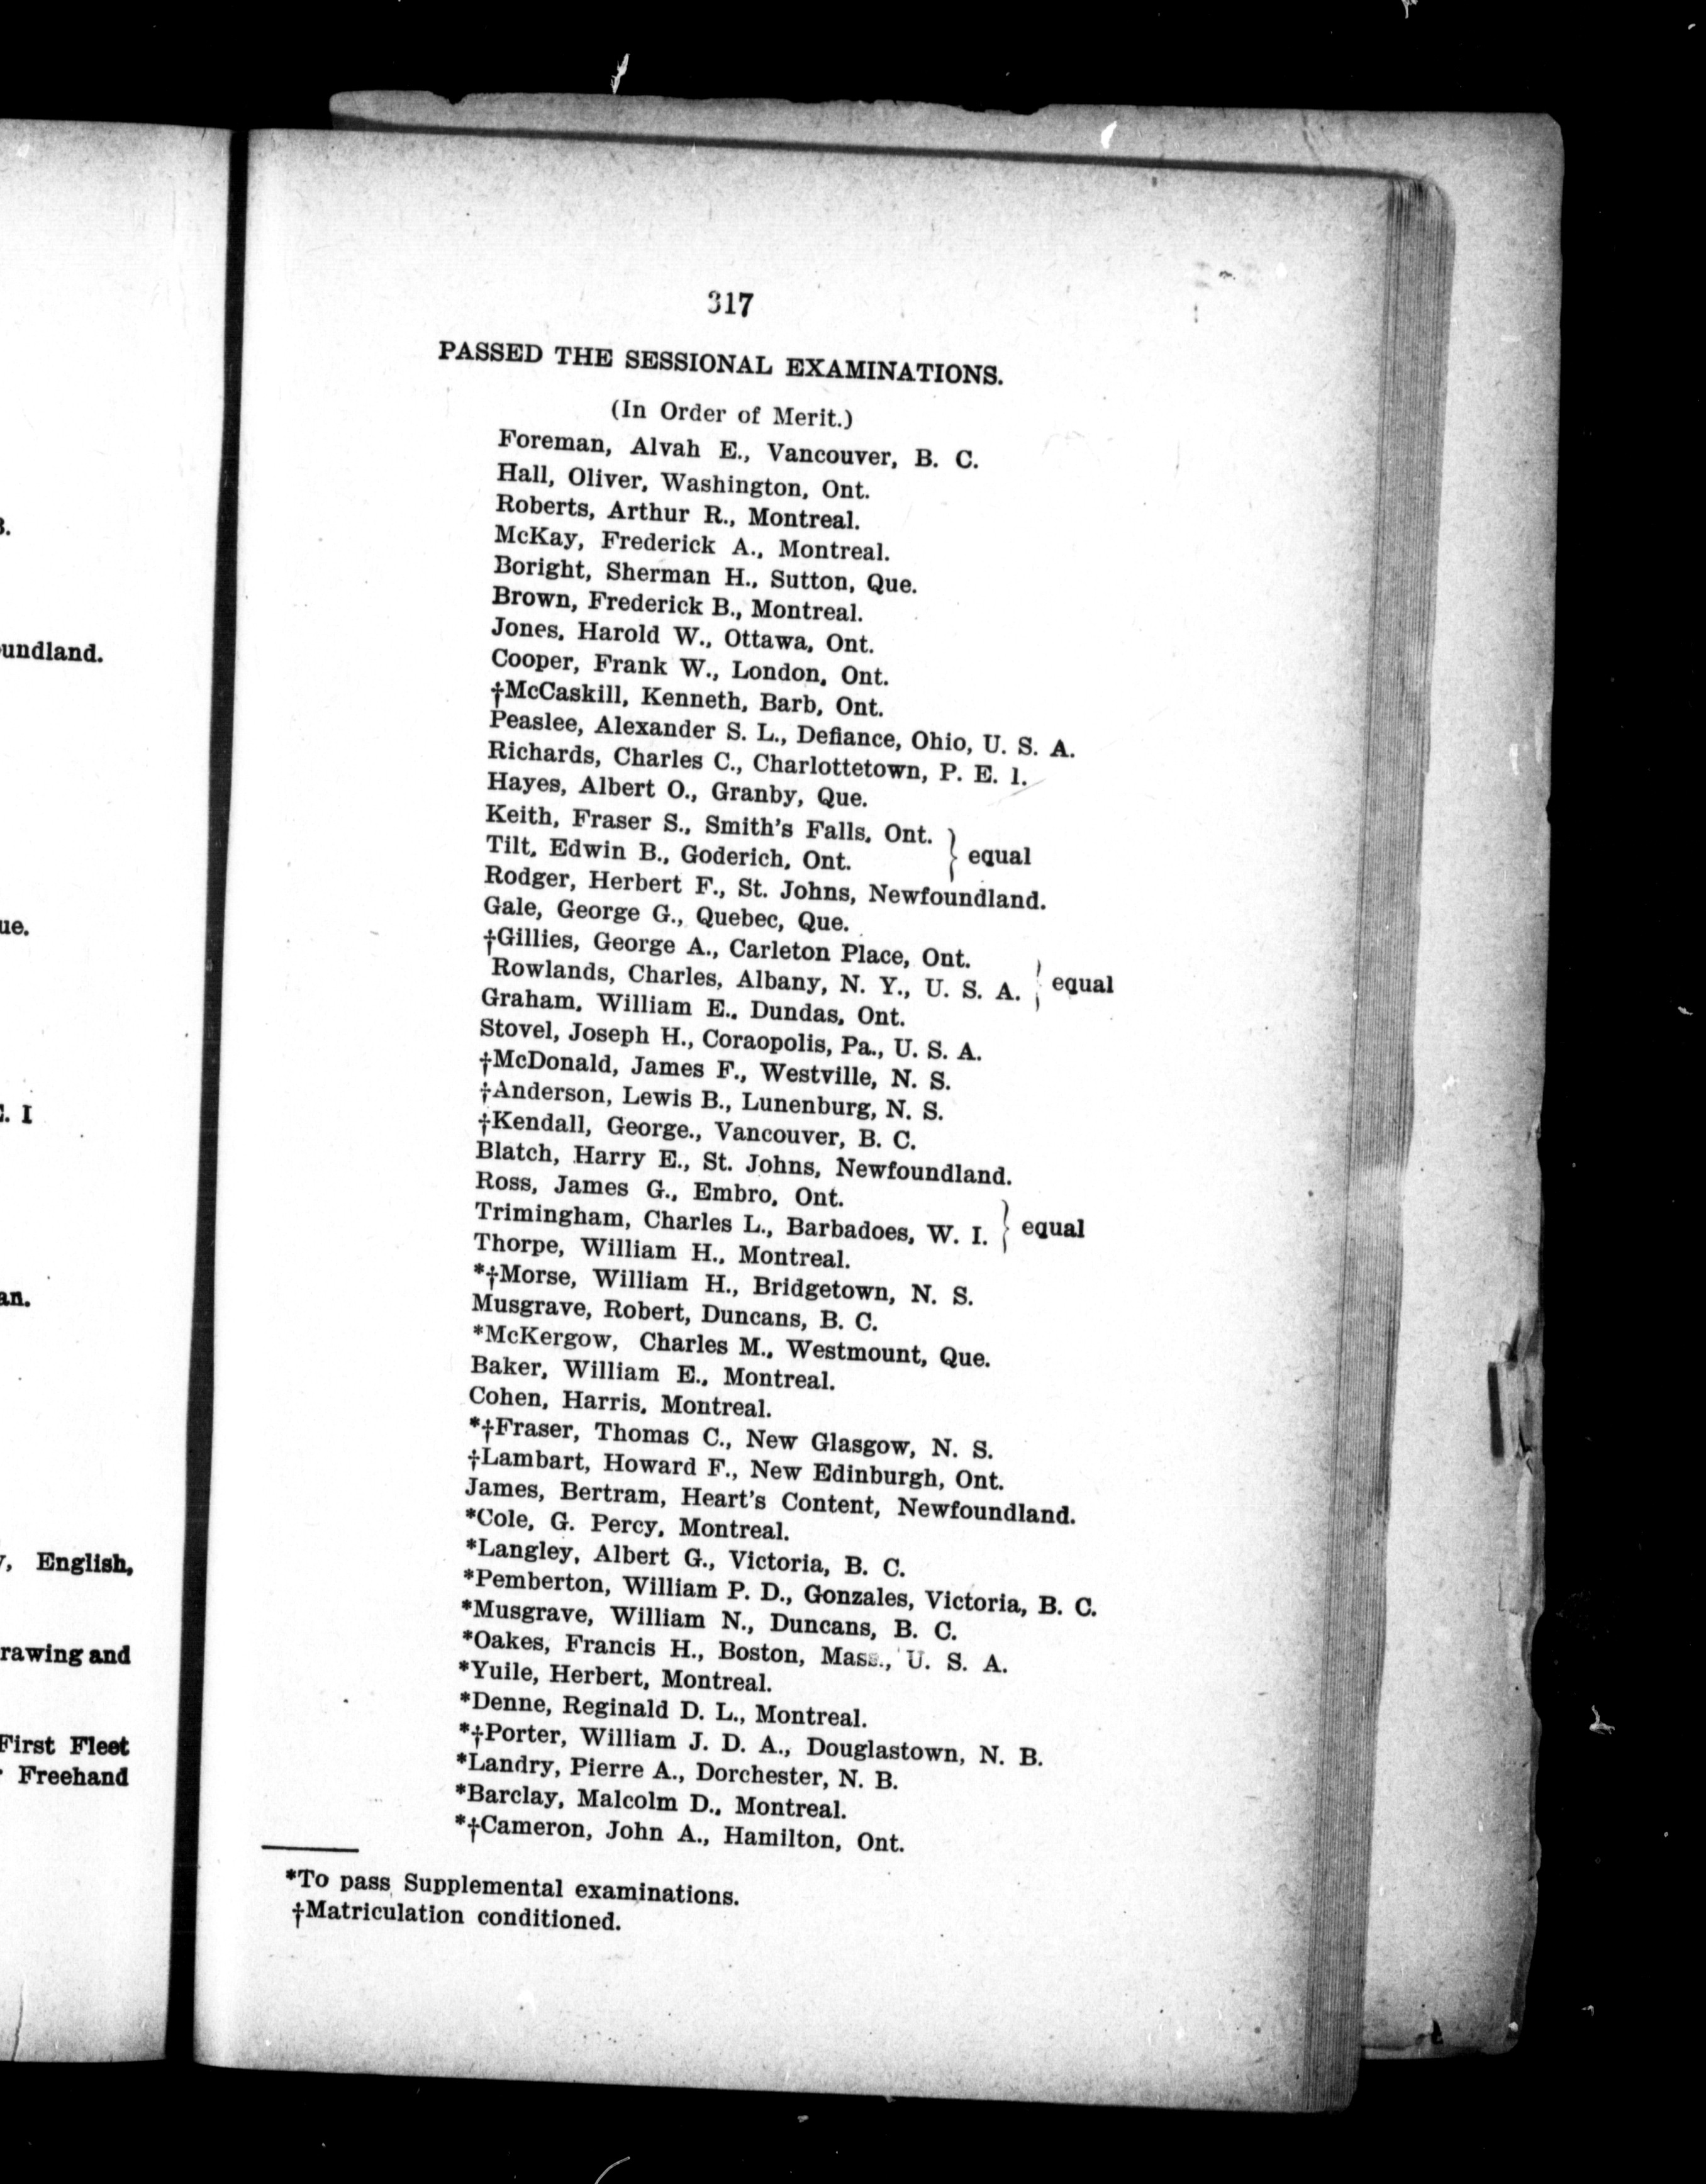 317
PASSED THE SESSIONAL EXAMINATIONS.
(In Order of Merit.)
Foreman, Alvah E., Vancouver, B. C.
Hall, Oliver, Washington, Ont.
Roberts, Arthur R., Montreal.
McKay, Frederick A., Montreal.
Boright, Sherman H., Sutton, Que.
Brown, Frederick B., Montreal.
Jones, Harold W., Ottawa, Ont.
Cooper, Frank W., London, Ont.
†McCaskill, Kenneth, Barb, Ont.
Peaslee, Alexander S. L., Defiance, Ohio, U. S. A.
Richards, Charles C., Charlottetown, P. E. I.
Hayes, Albert O., Granby, Que.
Keith, Fraser S., Smith's Falls, Ont.
Tilt, Edwin B., Goderich, Ont. } equal
Rodger, Herbert F., St. Johns, Newfoundland.
Gale, George G., Quebec, Que.
†Gillies, George A., Carleton Place, Ont.
Rowlands, Charles, Albany, N. Y., U. S. A. } equal
Graham, William E., Dundas, Ont.
Stovel, Joseph H., Coraopolis, Pa., U. S. A.
†McDonald, James F., Westville, N. S.
†Anderson, Lewis B., Lunenburg, N. S.
†Kendall, George., Vancouver, B. C.
Blatch, Harry E., St. Johns, Newfoundland.
Ross, James G., Embro, Ont.
Trimingham, Charles L., Barbadoes, W. I. } equal
Thorpe, William H., Montreal.
*†Morse, William H., Bridgetown, N. S.
Musgrave, Robert, Duncans, B. C.
*McKergow, Charles M., Westmount, Que.
Baker, William E., Montreal.
Cohen, Harris, Montreal.
*†Fraser, Thomas C., New Glasgow, N. S.
†Lambart, Howard F., New Edinburgh, Ont.
James, Bertram, Heart's Content, Newfoundland.
*Cole, G. Percy, Montreal.
*Langley, Albert G., Victoria, B. C.
*Pemberton, William P. D., Gonzales, Victoria, B. C.
*Musgrave, William N., Duncans, B. C.
*Oakes, Francis H., Boston, Mass., U. S. A.
*Yuile, Herbert, Montreal.
*Denne, Reginald D. L., Montreal.
*†Porter, William J. D. A., Douglastown, N. B.
*Landry, Pierre A., Dorchester, N. B.
*Barclay, Malcolm D., Montreal.
*†Cameron, John A., Hamilton, Ont.
*To pass Supplemental examinations.
†Matriculation conditioned.